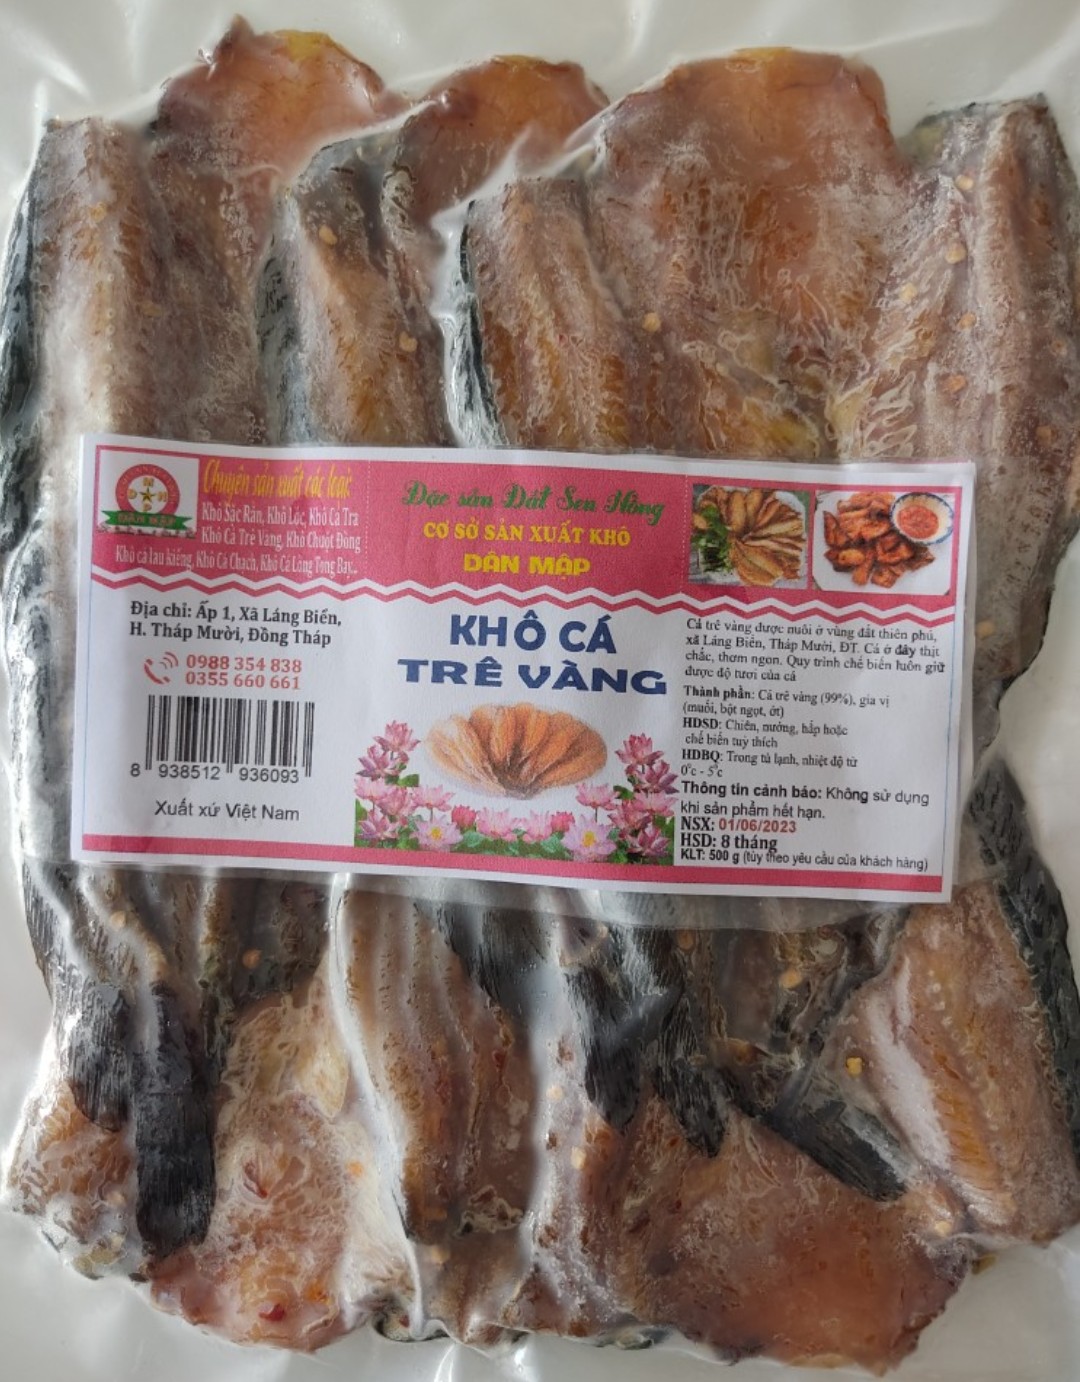 DÂN MẬP
Chuyên sản xuất các loại:
Khô Sặc Rằn, Khô Lóc, Khô Cá Tra
Khô Cá Trê Vàng, Khô Chuột Đồng
Khô cá lau kiếng, Khô Cá Chạch, Khô Cá Lòng Tong Bay...
Đặc sản Đất Sen Hồng
CƠ SỞ SẢN XUẤT KHÔ
DÂN MẬP
Địa chỉ: Ấp 1, Xã Láng Biển,
H. Tháp Mười, Đồng Tháp
0988 354 838
0355 660 661
8 938512 936093
Xuất xứ Việt Nam
KHÔ CÁ
TRÊ VÀNG
Cá trê vàng được nuôi ở vùng đất thiên phú,
xã Láng Biển, Tháp Mười, ĐT. Cá ở đây thịt
chắc, thơm ngon. Quy trình chế biến luôn giữ
được độ tươi của cá
Thành phần: Cá trê vàng (99%), gia vị
(muối, bột ngọt, ớt)
HDSD: Chiên, nướng, hấp hoặc
chế biến tuỳ thích
HDBQ: Trong tủ lạnh, nhiệt độ từ
0°c - 5°c
Thông tin cảnh báo: Không sử dụng
khi sản phẩm hết hạn.
NSX: 01/06/2023
HSD: 8 tháng
KLT: 500 g (tùy theo yêu cầu của khách hàng)